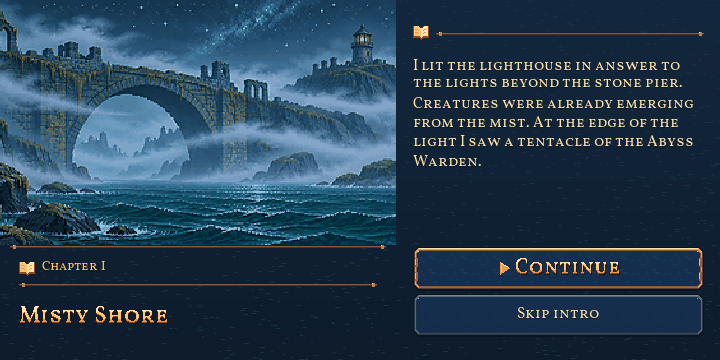 Chapter I
Misty Shore
I lit the lighthouse in answer to
the lights beyond the stone pier.
Creatures were already emerging
from the mist. At the edge of the
light I saw a tentacle of the Abyss
Warden.
Continue
Skip intro